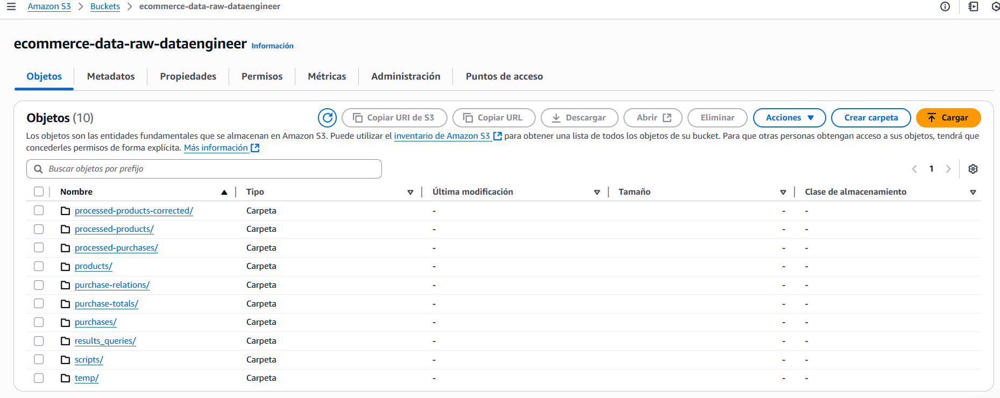 Amazon S3 > Buckets > ecommerce-data-raw-dataengineer
ecommerce-data-raw-dataengineer Información
Objetos Metadatos Propiedades Permisos Métricas Administración Puntos de acceso
Objetos (10) Copiar URI de S3 Copiar URL Descargar Abrir Eliminar Acciones Crear carpeta Cargar
Los objetos son las entidades fundamentales que se almacenan en Amazon S3. Puede utilizar el inventario de Amazon S3 para obtener una lista de todos los objetos de su bucket. Para que otras personas obtengan acceso a sus objetos, tendrá que
concederles permisos de forma explícita. Más información
Buscar objetos por prefijo 1
Nombre Tipo Última modificación Tamaño Clase de almacenamiento
processed-products-corrected/ Carpeta - - -
processed-products/ Carpeta - - -
processed-purchases/ Carpeta - - -
products/ Carpeta - - -
purchase-relations/ Carpeta - - -
purchase-totals/ Carpeta - - -
purchases/ Carpeta - - -
results_queries/ Carpeta - - -
scripts/ Carpeta - - -
temp/ Carpeta - - -